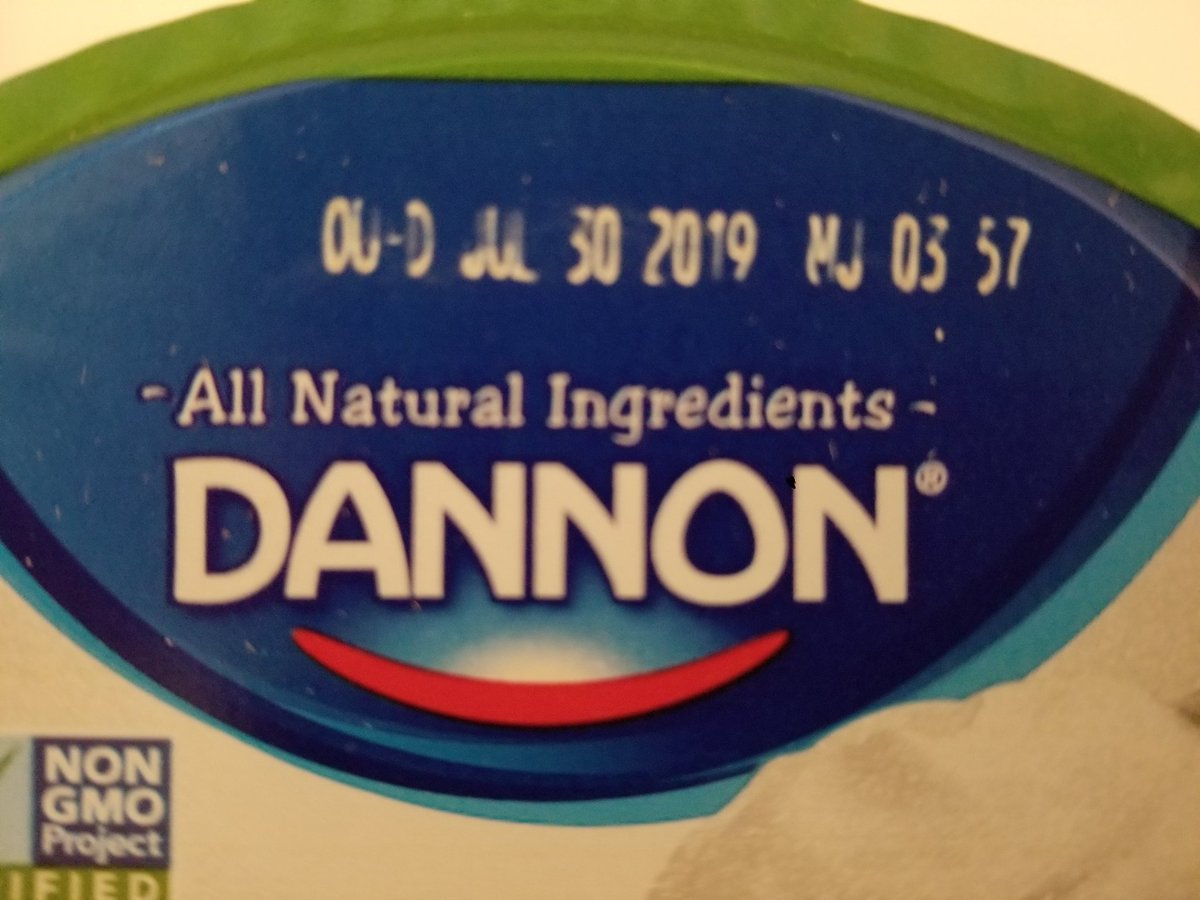 OU-D JUL 30 2019 MJ 03 57
-All Natural Ingredients-
DANNON®
NON
GMO
Project
IFIED